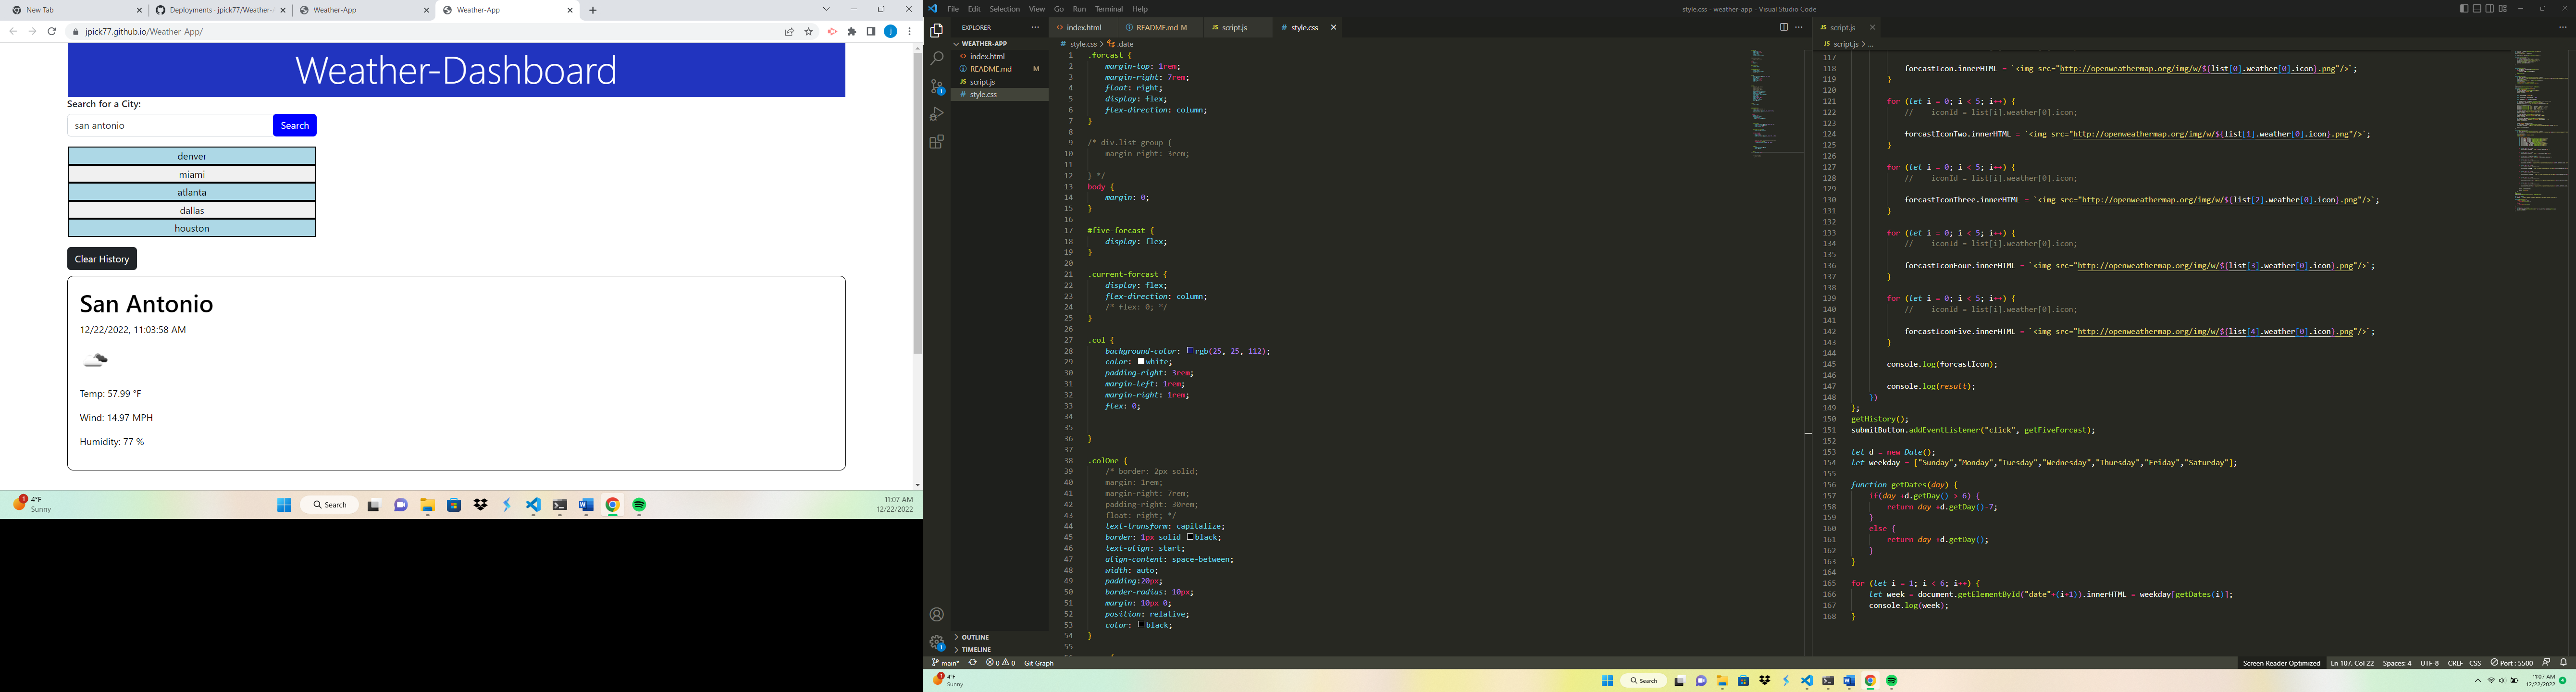 New Tab
Deployments · jpick77/Weather-
Weather-App
Weather-App
jpick77.github.io/Weather-App/
Weather-Dashboard
Search for a City:
san antonio
Search
denver
miami
atlanta
dallas
houston
Clear History
San Antonio
12/22/2022, 11:03:58 AM
Temp: 57.99 °F
Wind: 14.97 MPH
Humidity: 77 %
4°F
Sunny
Search
11:07 AM
12/22/2022
File Edit Selection View Go Run Terminal Help
style.css - weather-app - Visual Studio Code
EXPLORER
WEATHER-APP
index.html
README.md M
script.js
style.css
OUTLINE
TIMELINE
index.html
README.md M
script.js
style.css
style.css > .date
1 .forcast {
2 margin-top: 1rem;
3 margin-right: 7rem;
4 float: right;
5 display: flex;
6 flex-direction: column;
7 }
8
9 /* div.list-group {
10 margin-right: 3rem;
11
12 } */
13 body {
14 margin: 0;
15 }
16
17 #five-forcast {
18 display: flex;
19 }
20
21 .current-forcast {
22 display: flex;
23 flex-direction: column;
24 /* flex: 0; */
25 }
26
27 .col {
28 background-color: rgb(25, 25, 112);
29 color: white;
30 padding-right: 3rem;
31 margin-left: 1rem;
32 margin-right: 1rem;
33 flex: 0;
34
35
36 }
37
38 .colOne {
39 /* border: 2px solid;
40 margin: 1rem;
41 margin-right: 7rem;
42 padding-right: 30rem;
43 float: right; */
44 text-transform: capitalize;
45 border: 1px solid black;
46 text-align: start;
47 align-content: space-between;
48 width: auto;
49 padding:20px;
50 border-radius: 10px;
51 margin: 10px 0;
52 position: relative;
53 color: black;
54 }
55
script.js
script.js > ...
117
118 forcastIcon.innerHTML = `<img src="http://openweathermap.org/img/w/${list[0].weather[0].icon}.png"/>`;
119 }
120
121 for (let i = 0; i < 5; i++) {
122 // iconId = list[i].weather[0].icon;
123
124 forcastIconTwo.innerHTML = `<img src="http://openweathermap.org/img/w/${list[1].weather[0].icon}.png"/>`;
125 }
126
127 for (let i = 0; i < 5; i++) {
128 // iconId = list[i].weather[0].icon;
129
130 forcastIconThree.innerHTML = `<img src="http://openweathermap.org/img/w/${list[2].weather[0].icon}.png"/>`;
131 }
132
133 for (let i = 0; i < 5; i++) {
134 // iconId = list[i].weather[0].icon;
135
136 forcastIconFour.innerHTML = `<img src="http://openweathermap.org/img/w/${list[3].weather[0].icon}.png"/>`;
137 }
138
139 for (let i = 0; i < 5; i++) {
140 // iconId = list[i].weather[0].icon;
141
142 forcastIconFive.innerHTML = `<img src="http://openweathermap.org/img/w/${list[4].weather[0].icon}.png"/>`;
143 }
144
145 console.log(forcastIcon);
146
147 console.log(result);
148 })
149 };
150 getHistory();
151 submitButton.addEventListener("click", getFiveForcast);
152
153 let d = new Date();
154 let weekday = ["Sunday","Monday","Tuesday","Wednesday","Thursday","Friday","Saturday"];
155
156 function getDates(day) {
157 if(day +d.getDay() > 6) {
158 return day +d.getDay()-7;
159 }
160 else {
161 return day +d.getDay();
162 }
163 }
164
165 for (let i = 1; i < 6; i++) {
166 let week = document.getElementById("date"+(i+1)).innerHTML = weekday[getDates(i)];
167 console.log(week);
168 }
main* 0 0 Git Graph
Screen Reader Optimized Ln 107, Col 22 Spaces: 4 UTF-8 CRLF CSS Port : 5500
4°F
Sunny
Search
11:07 AM
12/22/2022